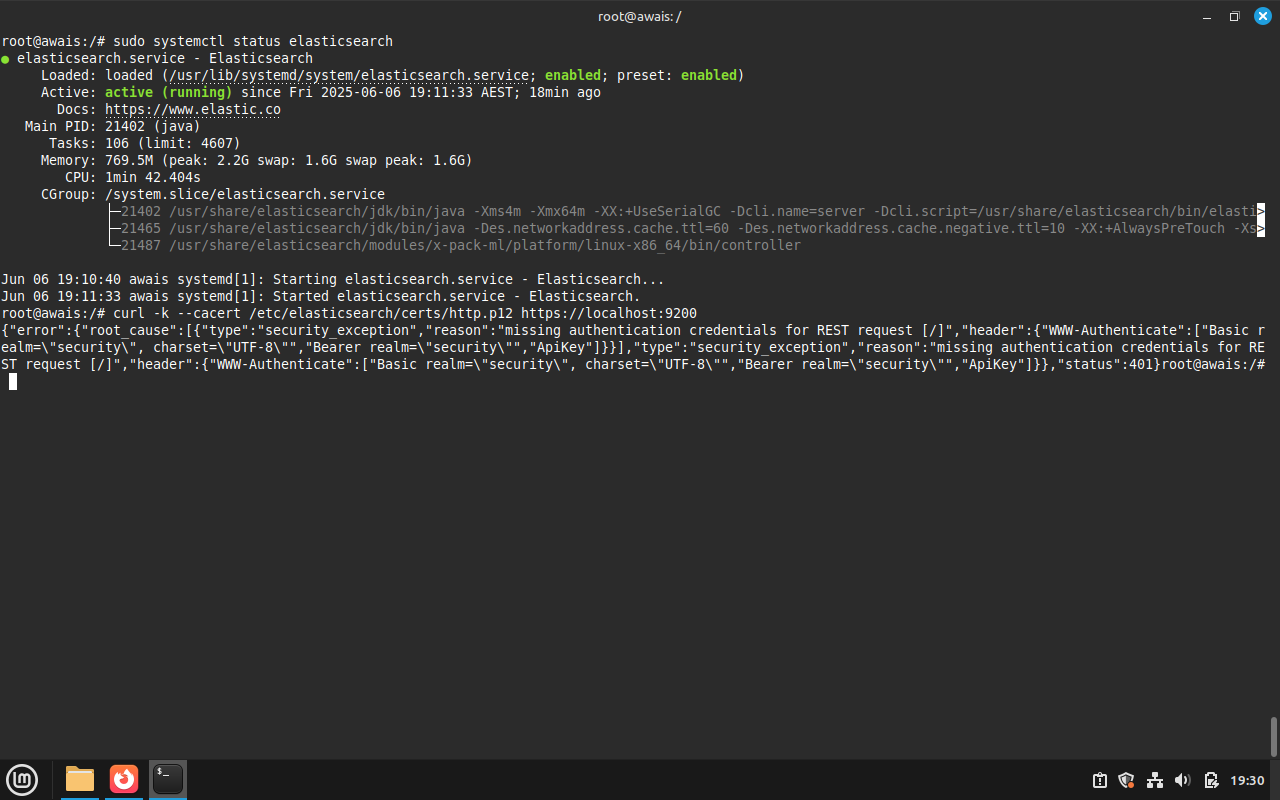 root@awais: /
root@awais:/# sudo systemctl status elasticsearch
● elasticsearch.service - Elasticsearch
     Loaded: loaded (/usr/lib/systemd/system/elasticsearch.service; enabled; preset: enabled)
     Active: active (running) since Fri 2025-06-06 19:11:33 AEST; 18min ago
       Docs: https://www.elastic.co
   Main PID: 21402 (java)
      Tasks: 106 (limit: 4607)
     Memory: 769.5M (peak: 2.2G swap: 1.6G swap peak: 1.6G)
        CPU: 1min 42.404s
     CGroup: /system.slice/elasticsearch.service
             ├─21402 /usr/share/elasticsearch/jdk/bin/java -Xms4m -Xmx64m -XX:+UseSerialGC -Dcli.name=server -Dcli.script=/usr/share/elasticsearch/bin/elasti>
             ├─21465 /usr/share/elasticsearch/jdk/bin/java -Des.networkaddress.cache.ttl=60 -Des.networkaddress.cache.negative.ttl=10 -XX:+AlwaysPreTouch -Xs>
             └─21487 /usr/share/elasticsearch/modules/x-pack-ml/platform/linux-x86_64/bin/controller

Jun 06 19:10:40 awais systemd[1]: Starting elasticsearch.service - Elasticsearch...
Jun 06 19:11:33 awais systemd[1]: Started elasticsearch.service - Elasticsearch.
root@awais:/# curl -k --cacert /etc/elasticsearch/certs/http.p12 https://localhost:9200
{"error":{"root_cause":[{"type":"security_exception","reason":"missing authentication credentials for REST request [/]","header":{"WWW-Authenticate":["Basic r
ealm=\"security\", charset=\"UTF-8\"","Bearer realm=\"security\"","ApiKey"]}}],"type":"security_exception","reason":"missing authentication credentials for RE
ST request [/]","header":{"WWW-Authenticate":["Basic realm=\"security\", charset=\"UTF-8\"","Bearer realm=\"security\"","ApiKey"]}},"status":401}root@awais:/#
19:30